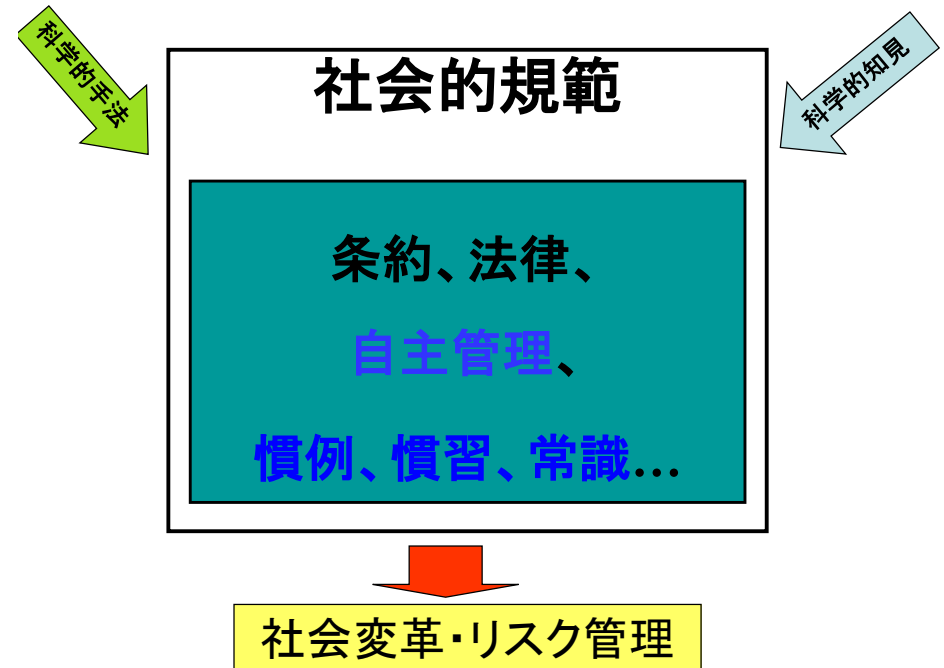 科学的手法
科学的知見
社会的規範
条約、法律、
自主管理、
慣例、慣習、常識…
社会変革・リスク管理